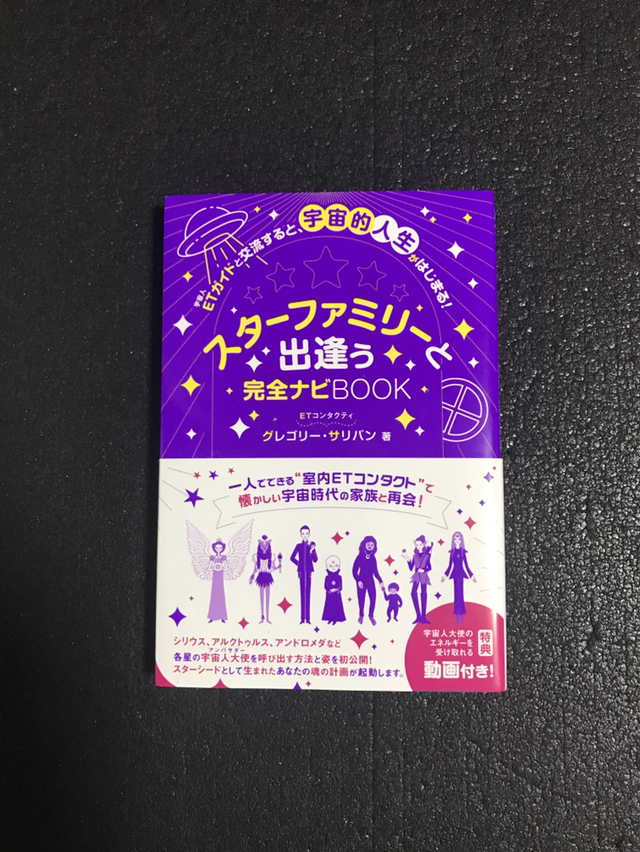 宇宙人
ETガイドと交流すると、宇宙的人生がはじまる!
スターファミリーと
出逢う
完全ナビBOOK
ETコンタクティ
グレゴリー・サリバン 著
一人でできる“室内ETコンタクト”で
懐かしい宇宙時代の家族と再会!
シリウス、アルクトゥルス、アンドロメダなど
アンバサダー
各星の宇宙人大使を呼び出す方法と姿を初公開!
スターシードとして生まれたあなたの魂の計画が起動します。
宇宙人大使の
エネルギーを
受け取れる
特典
動画付き!